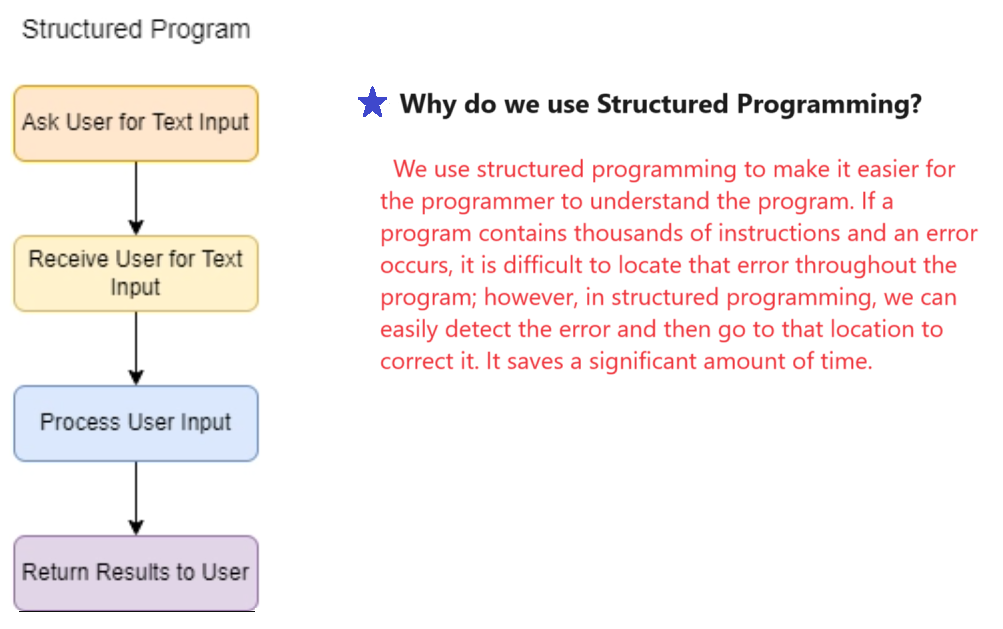 Structured Program
Ask User for Text Input
Receive User for Text
Input
Process User Input
Return Results to User
Why do we use Structured Programming?
We use structured programming to make it easier for
the programmer to understand the program. If a
program contains thousands of instructions and an error
occurs, it is difficult to locate that error throughout the
program; however, in structured programming, we can
easily detect the error and then go to that location to
correct it. It saves a significant amount of time.